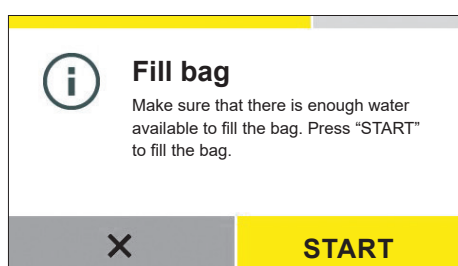 Fill bag
Make sure that there is enough water
available to fill the bag. Press “START”
to fill the bag.
START